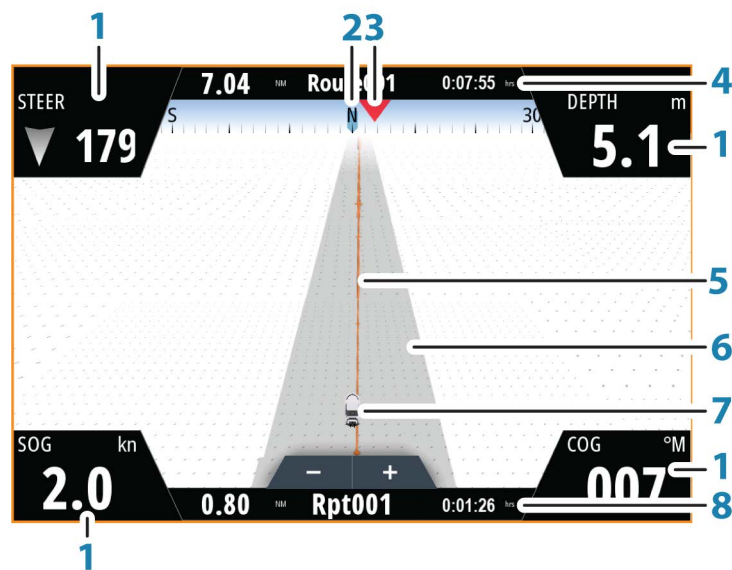 1
2 3
7.04 NM Route001 0:07:55 hrs
4
STEER
179
S N 30
DEPTH m
5.1
1
5
6
7
SOG kn
2.0
− +
COG °M
007
1
0.80 NM Rpt001 0:01:26 hrs
8
1